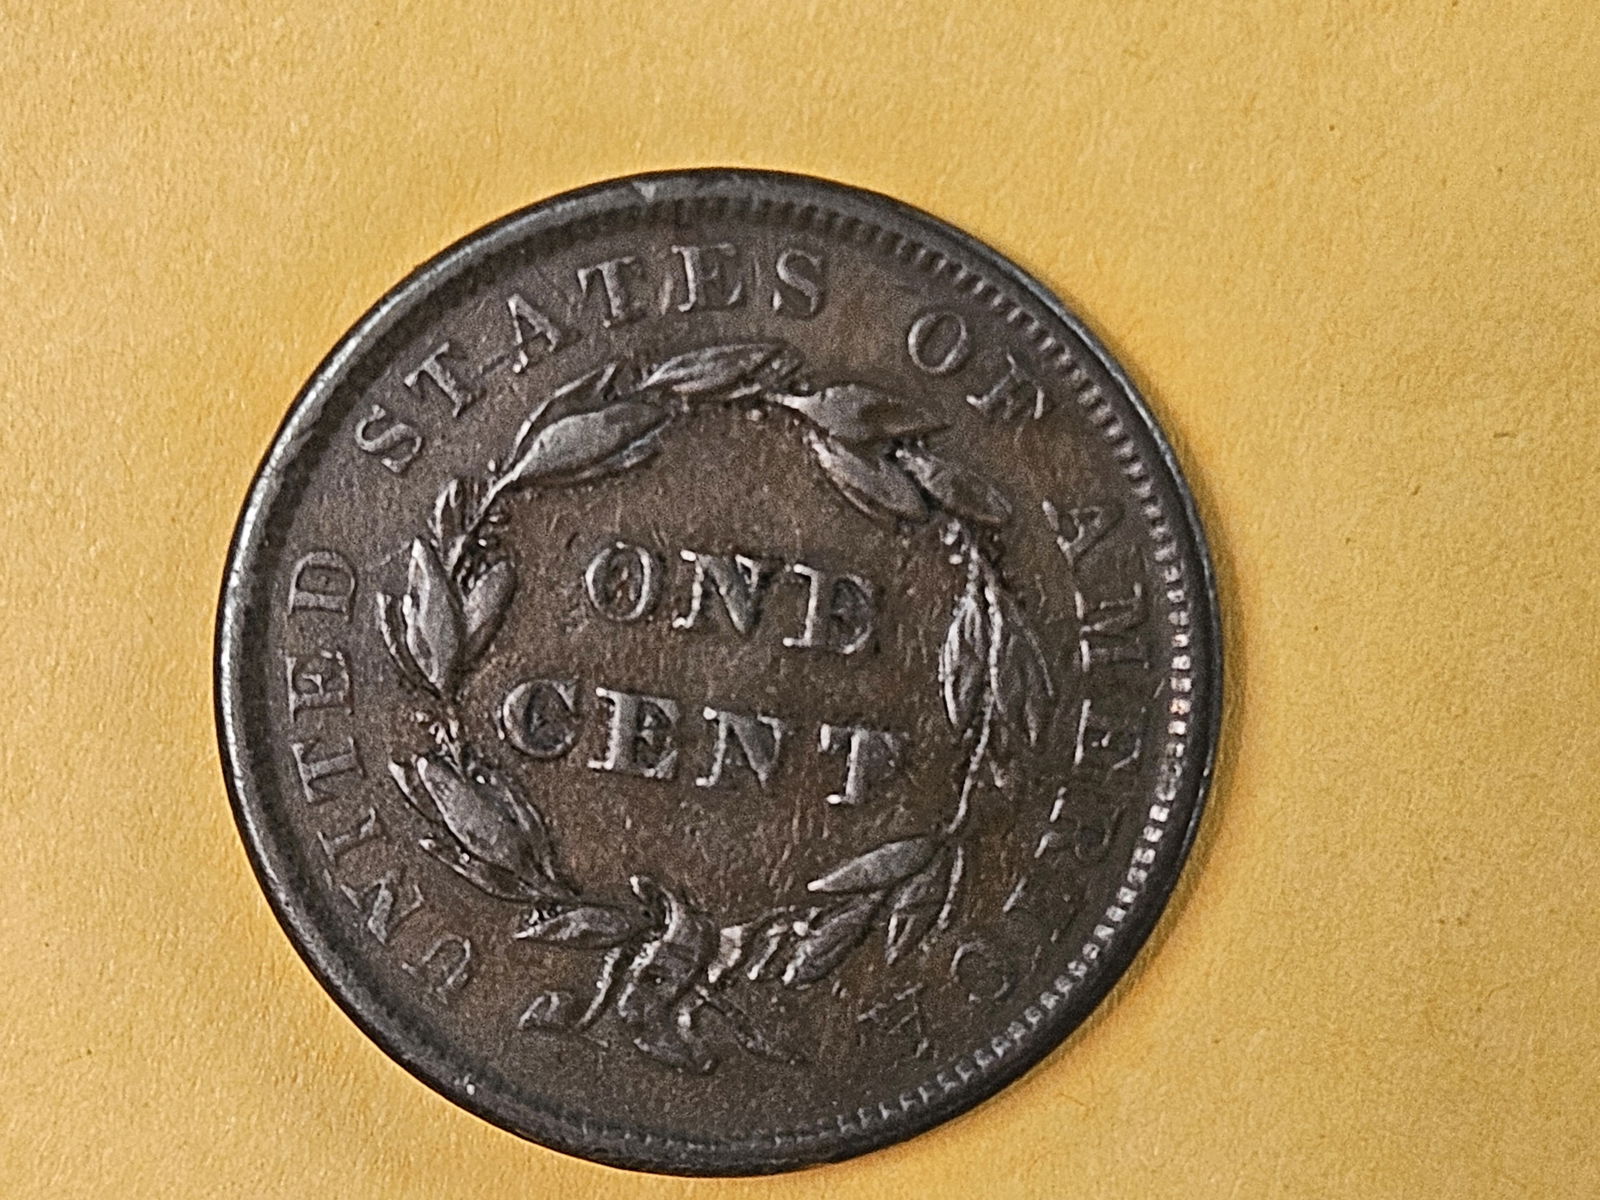 UNITED STATES OF AMERICA
ONE
CENT